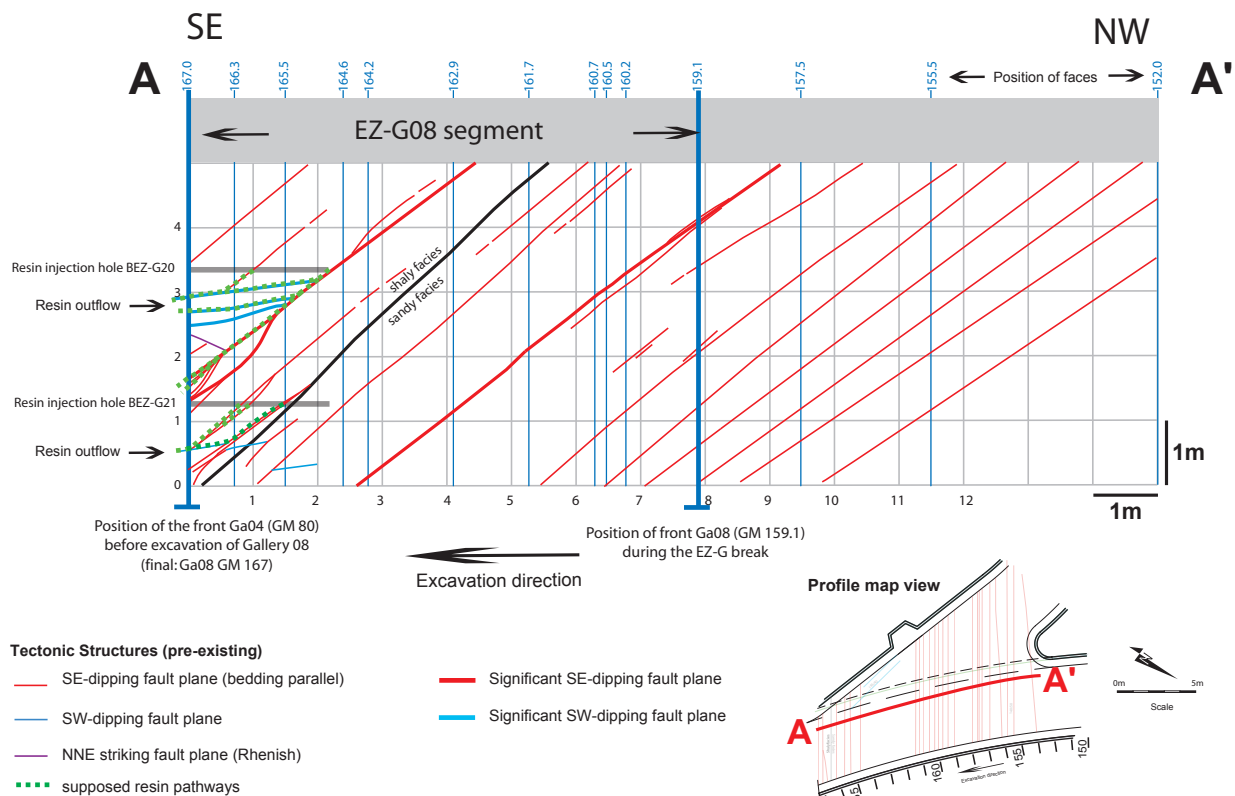 SE
NW
A
A'
167.0
166.3
165.5
164.6
164.2
162.9
161.7
160.7
160.5
160.2
159.1
157.5
155.5
152.0
Position of faces
EZ-G08 segment
4
3
2
1
0
Resin injection hole BEZ-G20
Resin outflow
Resin injection hole BEZ-G21
Resin outflow
shaly facies
sandy facies
1 2 3 4 5 6 7 8 9 10 11 12
1m
1m
Position of the front Ga04 (GM 80)
before excavation of Gallery 08
(final: Ga08 GM 167)
Position of front Ga08 (GM 159.1)
during the EZ-G break
Excavation direction
Profile map view
A
A'
160
155
150
Excavation direction
N
0m 5m
Scale
Tectonic Structures (pre-existing)
SE-dipping fault plane (bedding parallel)
SW-dipping fault plane
NNE striking fault plane (Rhenish)
supposed resin pathways
Significant SE-dipping fault plane
Significant SW-dipping fault plane